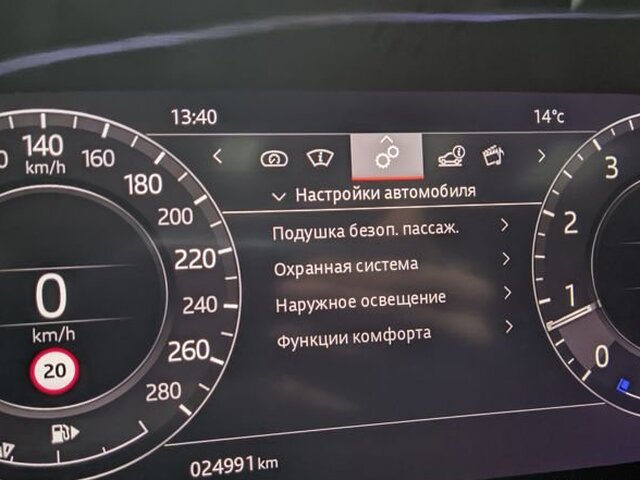 13:40
14°c
140
km/h
160
180
200
220
240
260
280
0
km/h
20
Настройки автомобиля
Подушка безоп. пассаж.
Охранная система
Наружное освещение
Функции комфорта
3
2
1
0
024991 km